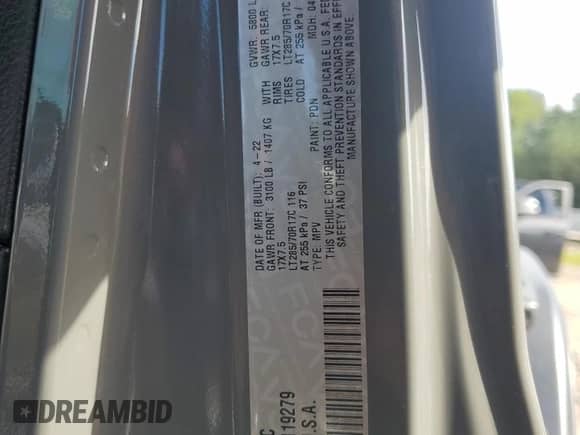 DATE OF MFR (BUILT): 4-22 GVWR: 5800 L
GAWR FRONT: 3100 LB / 1407 KG WITH GAWR REAR:
17X7.5 RIMS 17X7.5
LT285/70R17C 116 TIRES LT285/70R17C
AT 255 kPa / 37 PSI COLD AT 255 kPa /
TYPE: MPV PAINT: PDN MDH: 04
THIS VEHICLE CONFORMS TO ALL APPLICABLE U.S.A. FE
SAFETY AND THEFT PREVENTION STANDARDS IN EFF
MANUFACTURE SHOWN ABOVE.
C
19279
.S.A.
DREAMBID